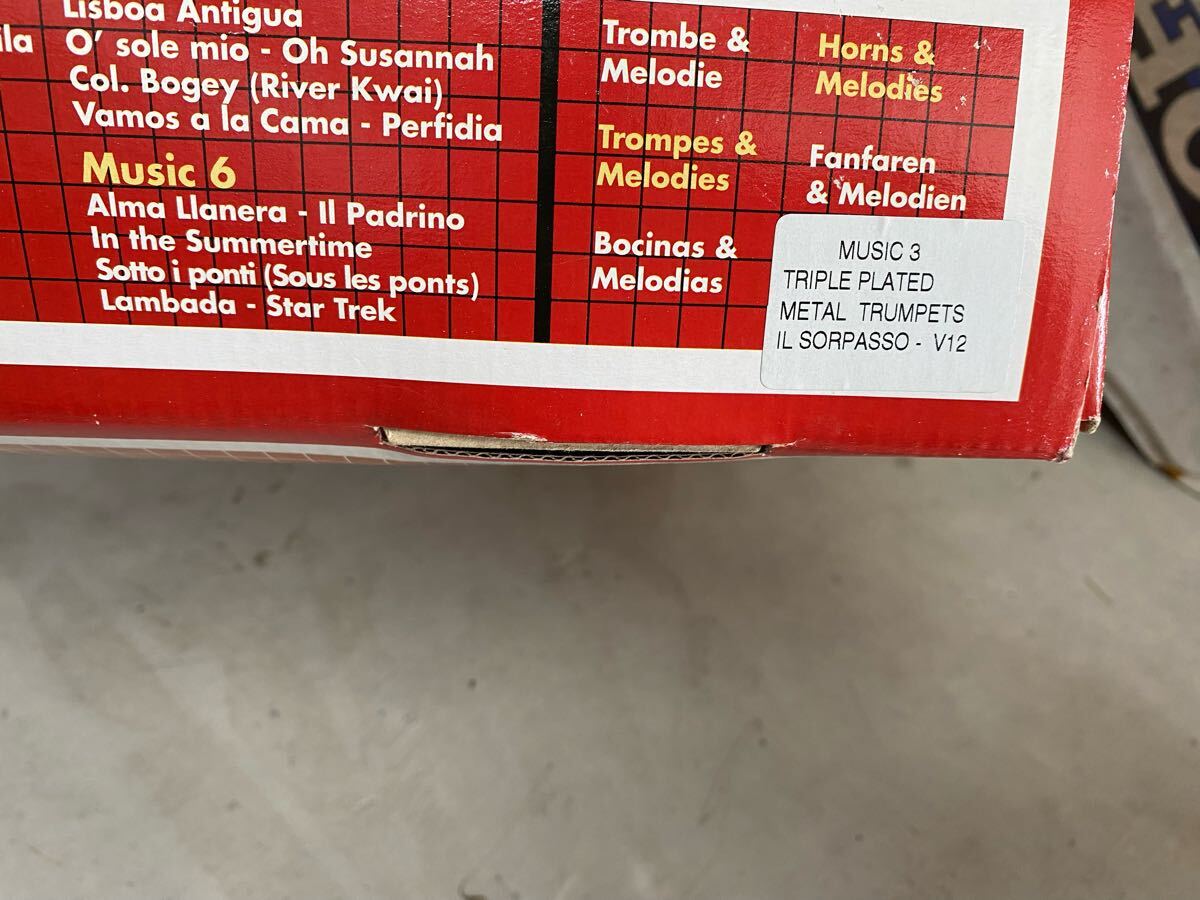 Lisboa Antigua
ila
O' sole mio - Oh Susannah
Col. Bogey (River Kwai)
Vamos a la Cama - Perfidia
Music 6
Alma Llanera - Il Padrino
In the Summertime
Sotto i ponti (Sous les ponts)
Lambada - Star Trek
Trombe &
Melodie
Horns &
Melodies
Trompes &
Melodies
Fanfaren
& Melodien
Bocinas &
Melodias
MUSIC 3
TRIPLE PLATED
METAL TRUMPETS
IL SORPASSO - V12